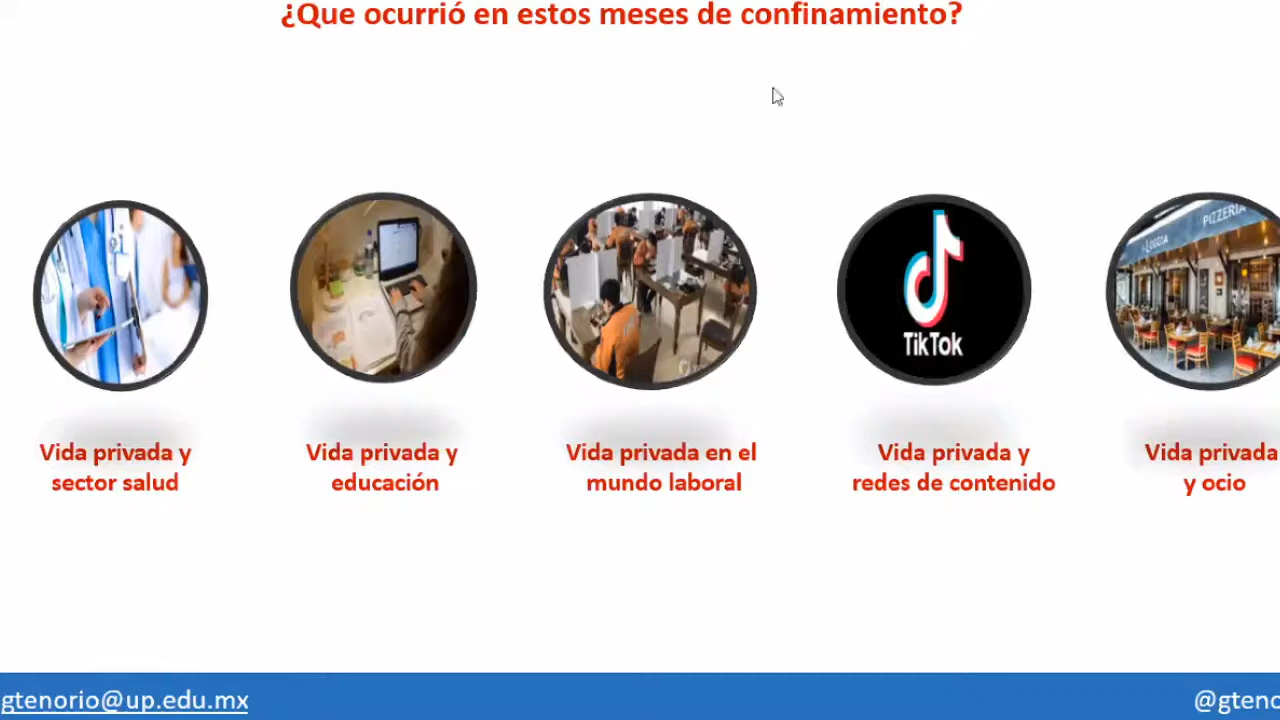 ¿Que ocurrió en estos meses de confinamiento?
PIZZERIA
TikTok
Vida privada y
sector salud
Vida privada y
educación
Vida privada en el
mundo laboral
Vida privada y
redes de contenido
Vida privada
y ocio
gtenorio@up.edu.mx
@gteno